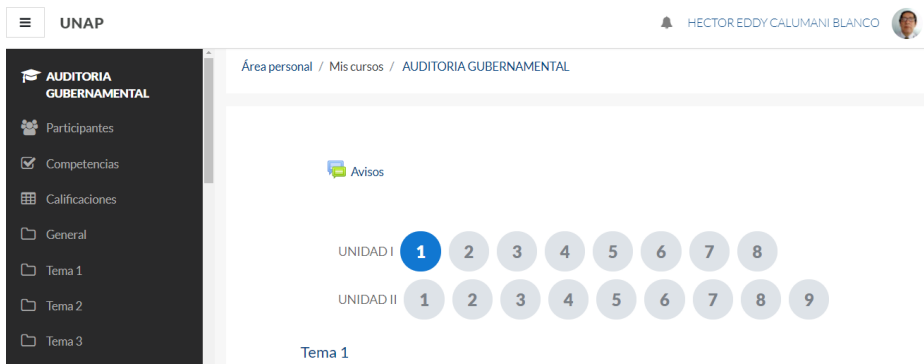 UNAP
HECTOR EDDY CALUMANI BLANCO
AUDITORIA
GUBERNAMENTAL
Participantes
Competencias
Calificaciones
General
Tema 1
Tema 2
Tema 3
Área personal / Mis cursos / AUDITORIA GUBERNAMENTAL
Avisos
UNIDAD I 1 2 3 4 5 6 7 8
UNIDAD II 1 2 3 4 5 6 7 8 9
Tema 1